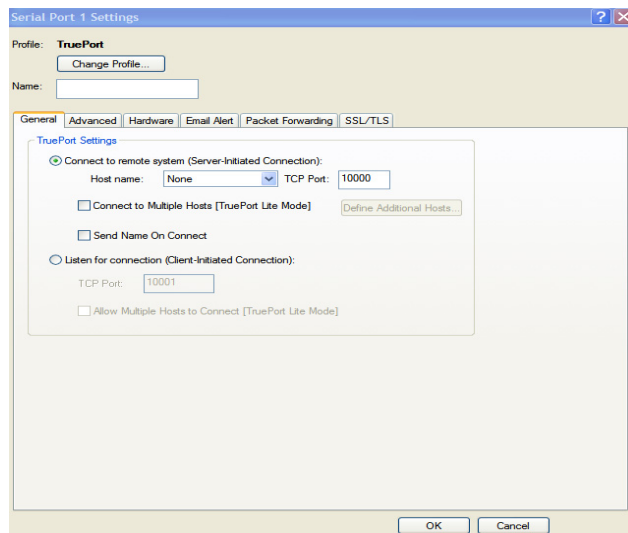 Serial Port 1 Settings
Profile: TruePort
Change Profile...
Name:
General Advanced Hardware Email Alert Packet Forwarding SSL/TLS
TruePort Settings
Connect to remote system (Server-Initiated Connection):
Host name: None TCP Port: 10000
Connect to Multiple Hosts [TruePort Lite Mode] Define Additional Hosts...
Send Name On Connect
Listen for connection (Client-Initiated Connection):
TCP Port: 10001
Allow Multiple Hosts to Connect [TruePort Lite Mode]
OK Cancel